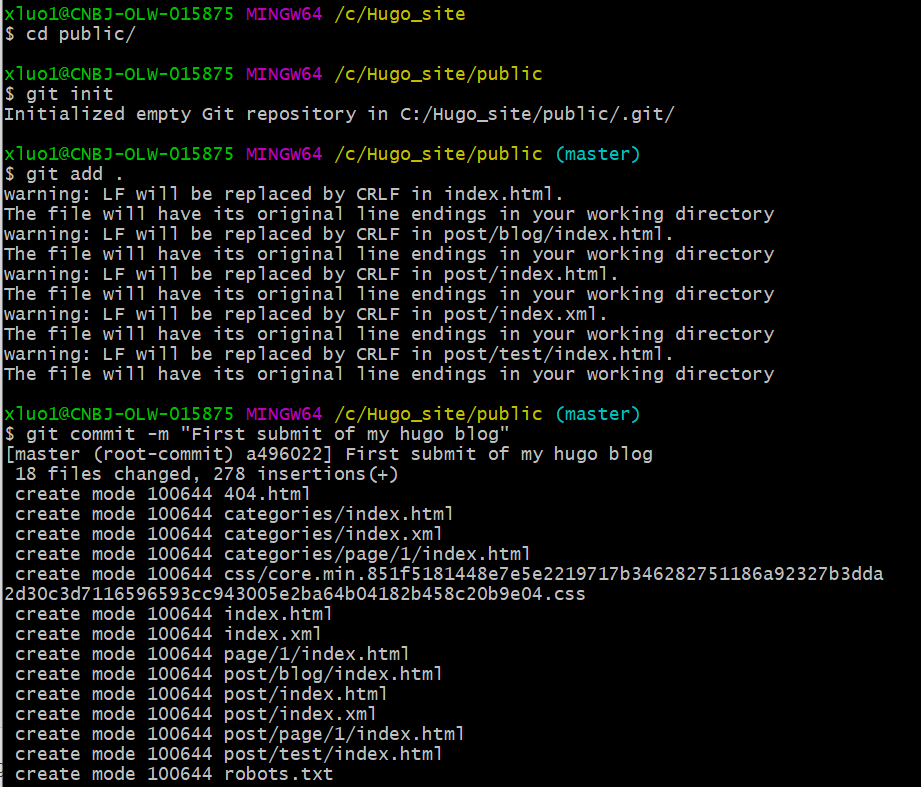 xluo1@CNBJ-OLW-015875 MINGW64 /c/Hugo_site
$ cd public/
xluo1@CNBJ-OLW-015875 MINGW64 /c/Hugo_site/public
$ git init
Initialized empty Git repository in C:/Hugo_site/public/.git/
xluo1@CNBJ-OLW-015875 MINGW64 /c/Hugo_site/public (master)
$ git add .
warning: LF will be replaced by CRLF in index.html.
The file will have its original line endings in your working directory
warning: LF will be replaced by CRLF in post/blog/index.html.
The file will have its original line endings in your working directory
warning: LF will be replaced by CRLF in post/index.html.
The file will have its original line endings in your working directory
warning: LF will be replaced by CRLF in post/index.xml.
The file will have its original line endings in your working directory
warning: LF will be replaced by CRLF in post/test/index.html.
The file will have its original line endings in your working directory
xluo1@CNBJ-OLW-015875 MINGW64 /c/Hugo_site/public (master)
$ git commit -m "First submit of my hugo blog"
[master (root-commit) a496022] First submit of my hugo blog
 18 files changed, 278 insertions(+)
 create mode 100644 404.html
 create mode 100644 categories/index.html
 create mode 100644 categories/index.xml
 create mode 100644 categories/page/1/index.html
 create mode 100644 css/core.min.851f5181448e7e5e2219717b346282751186a92327b3dda
2d30c3d7116596593cc943005e2ba64b04182b458c20b9e04.css
 create mode 100644 index.html
 create mode 100644 index.xml
 create mode 100644 page/1/index.html
 create mode 100644 post/blog/index.html
 create mode 100644 post/index.html
 create mode 100644 post/index.xml
 create mode 100644 post/page/1/index.html
 create mode 100644 post/test/index.html
 create mode 100644 robots.txt